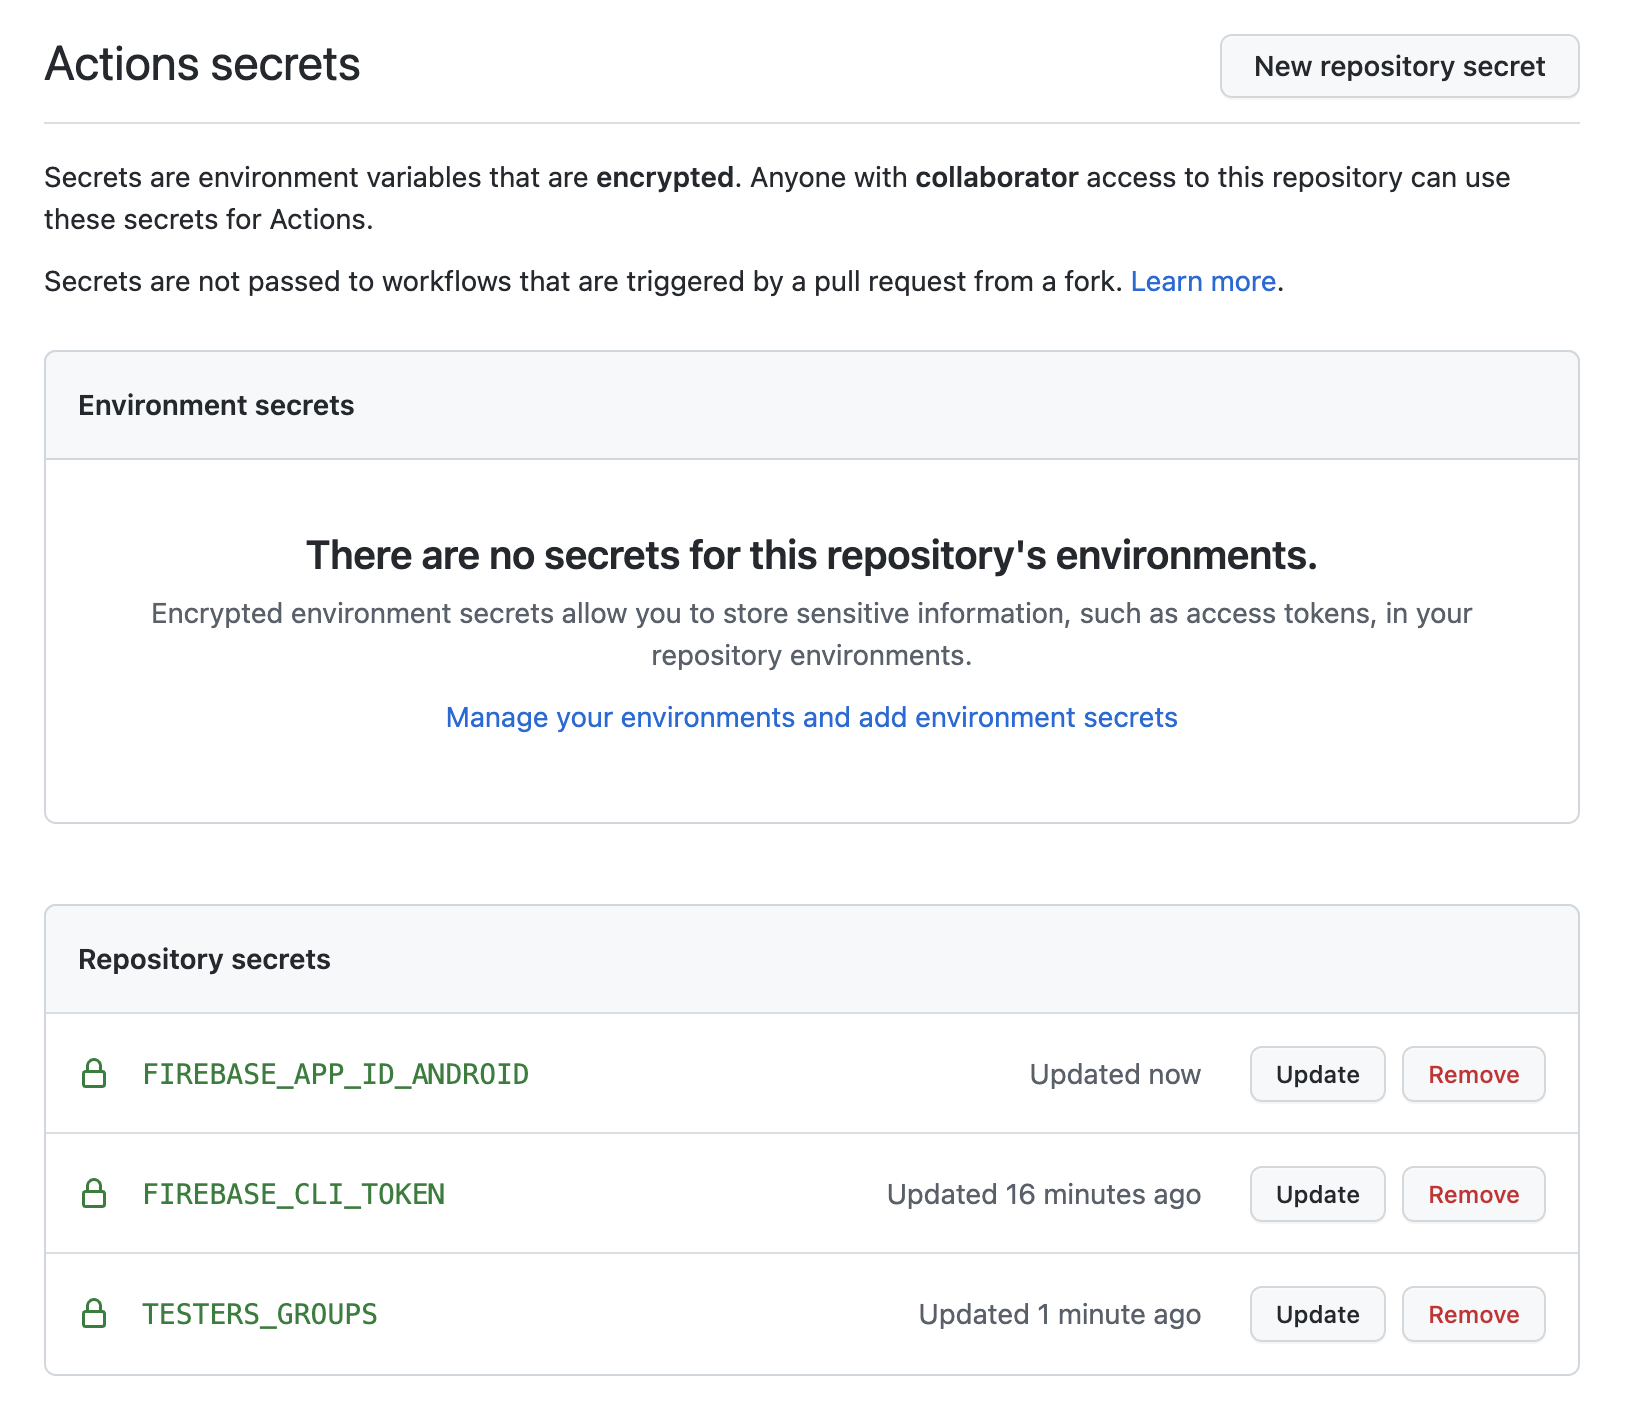 Actions secrets
New repository secret
Secrets are environment variables that are encrypted. Anyone with collaborator access to this repository can use
these secrets for Actions.
Secrets are not passed to workflows that are triggered by a pull request from a fork. Learn more.
Environment secrets
There are no secrets for this repository's environments.
Encrypted environment secrets allow you to store sensitive information, such as access tokens, in your
repository environments.
Manage your environments and add environment secrets
Repository secrets
FIREBASE_APP_ID_ANDROID Updated now Update Remove
FIREBASE_CLI_TOKEN Updated 16 minutes ago Update Remove
TESTERS_GROUPS Updated 1 minute ago Update Remove